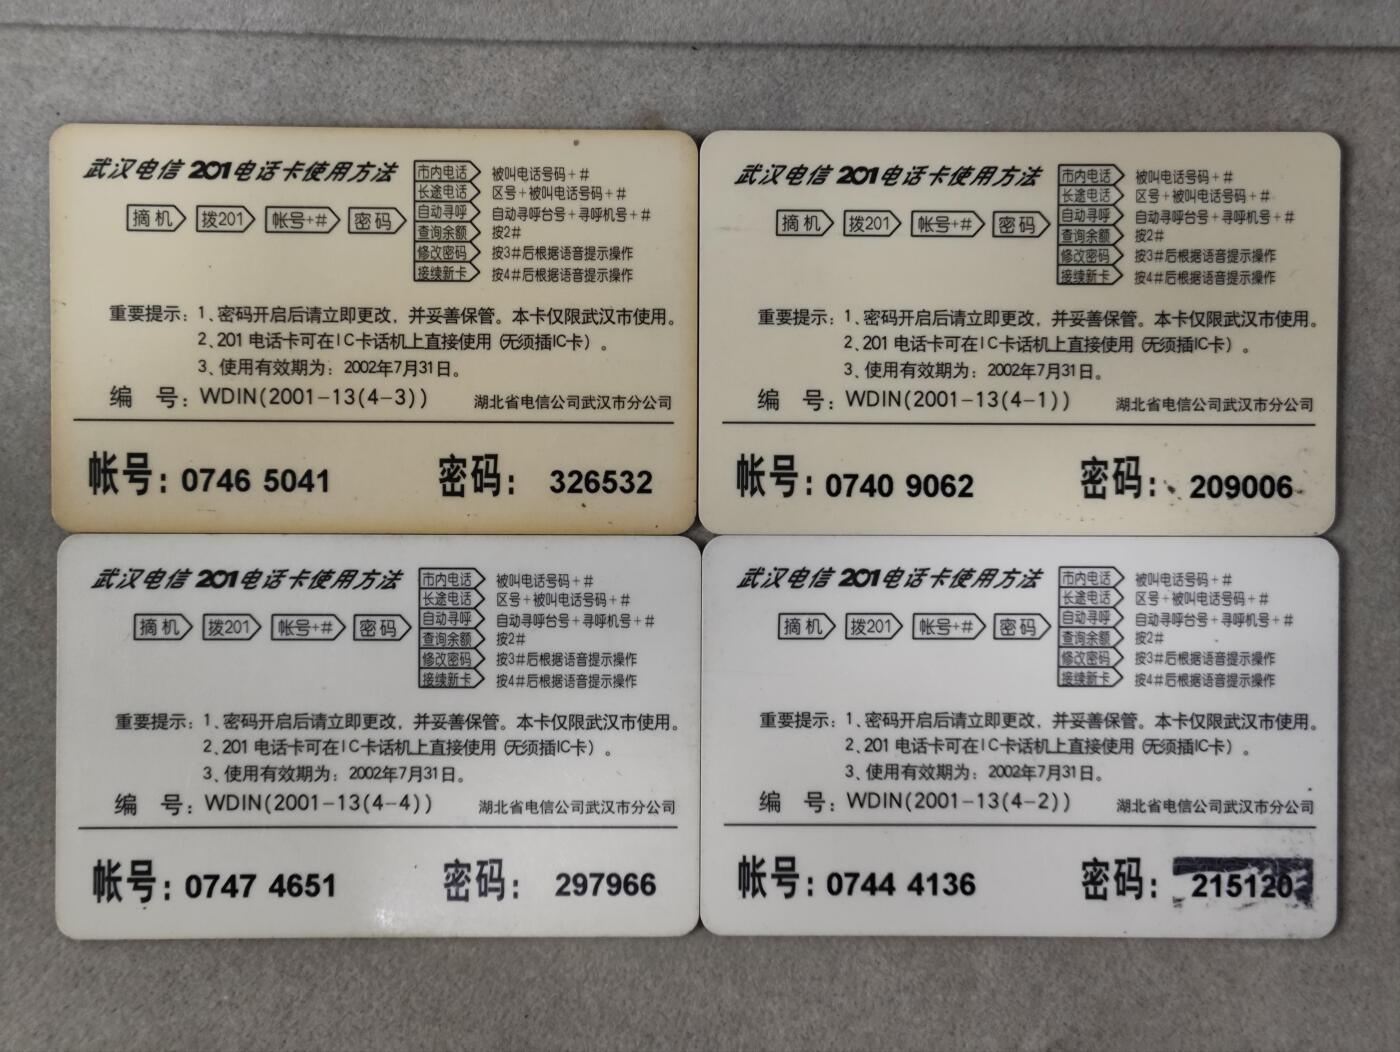 武汉电信 201电话卡使用方法
摘机 拨201 帐号+# 密码
市内电话 被叫电话号码+#
长途电话 区号+被叫电话号码+#
自动寻呼 自动寻呼台号+寻呼机号+#
查询余额 按2#
修改密码 按3#后根据语音提示操作
接续新卡 按4#后根据语音提示操作
重要提示：1、密码开启后请立即更改，并妥善保管。本卡仅限武汉市使用。
2、201 电话卡可在IC卡话机上直接使用（无须插IC卡）。
3、使用有效期为：2002年7月31日。
编 号：WDIN(2001-13(4-3)) 湖北省电信公司武汉市分公司
帐号：0746 5041 密码：326532
武汉电信 201电话卡使用方法
摘机 拨201 帐号+# 密码
市内电话 被叫电话号码+#
长途电话 区号+被叫电话号码+#
自动寻呼 自动寻呼台号+寻呼机号+#
查询余额 按2#
修改密码 按3#后根据语音提示操作
接续新卡 按4#后根据语音提示操作
重要提示：1、密码开启后请立即更改，并妥善保管。本卡仅限武汉市使用。
2、201 电话卡可在IC卡话机上直接使用（无须插IC卡）。
3、使用有效期为：2002年7月31日。
编 号：WDIN(2001-13(4-1)) 湖北省电信公司武汉市分公司
帐号：0740 9062 密码：209006
武汉电信 201电话卡使用方法
摘机 拨201 帐号+# 密码
市内电话 被叫电话号码+#
长途电话 区号+被叫电话号码+#
自动寻呼 自动寻呼台号+寻呼机号+#
查询余额 按2#
修改密码 按3#后根据语音提示操作
接续新卡 按4#后根据语音提示操作
重要提示：1、密码开启后请立即更改，并妥善保管。本卡仅限武汉市使用。
2、201 电话卡可在IC卡话机上直接使用（无须插IC卡）。
3、使用有效期为：2002年7月31日。
编 号：WDIN(2001-13(4-4)) 湖北省电信公司武汉市分公司
帐号：0747 4651 密码：297966
武汉电信 201电话卡使用方法
摘机 拨201 帐号+# 密码
市内电话 被叫电话号码+#
长途电话 区号+被叫电话号码+#
自动寻呼 自动寻呼台号+寻呼机号+#
查询余额 按2#
修改密码 按3#后根据语音提示操作
接续新卡 按4#后根据语音提示操作
重要提示：1、密码开启后请立即更改，并妥善保管。本卡仅限武汉市使用。
2、201 电话卡可在IC卡话机上直接使用（无须插IC卡）。
3、使用有效期为：2002年7月31日。
编 号：WDIN(2001-13(4-2)) 湖北省电信公司武汉市分公司
帐号：0744 4136 密码：215120